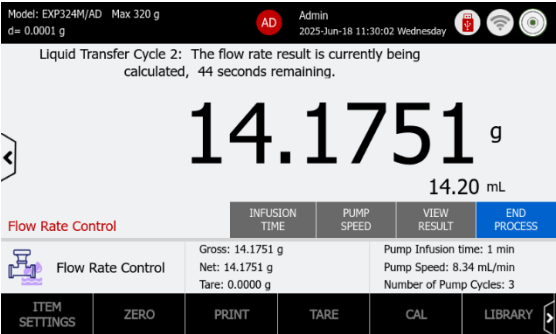 Model: EXP324M/AD Max 320 g
d= 0.0001 g
AD
Admin
2025-Jun-18 11:30:02 Wednesday
Liquid Transfer Cycle 2: The flow rate result is currently being
calculated, 44 seconds remaining.
14.1751 g
14.20 mL
Flow Rate Control
INFUSION
TIME
PUMP
SPEED
VIEW
RESULT
END
PROCESS
Flow Rate Control
Gross: 14.1751 g
Net: 14.1751 g
Tare: 0.0000 g
Pump Infusion time: 1 min
Pump Speed: 8.34 mL/min
Number of Pump Cycles: 3
ITEM
SETTINGS
ZERO
PRINT
TARE
CAL
LIBRARY